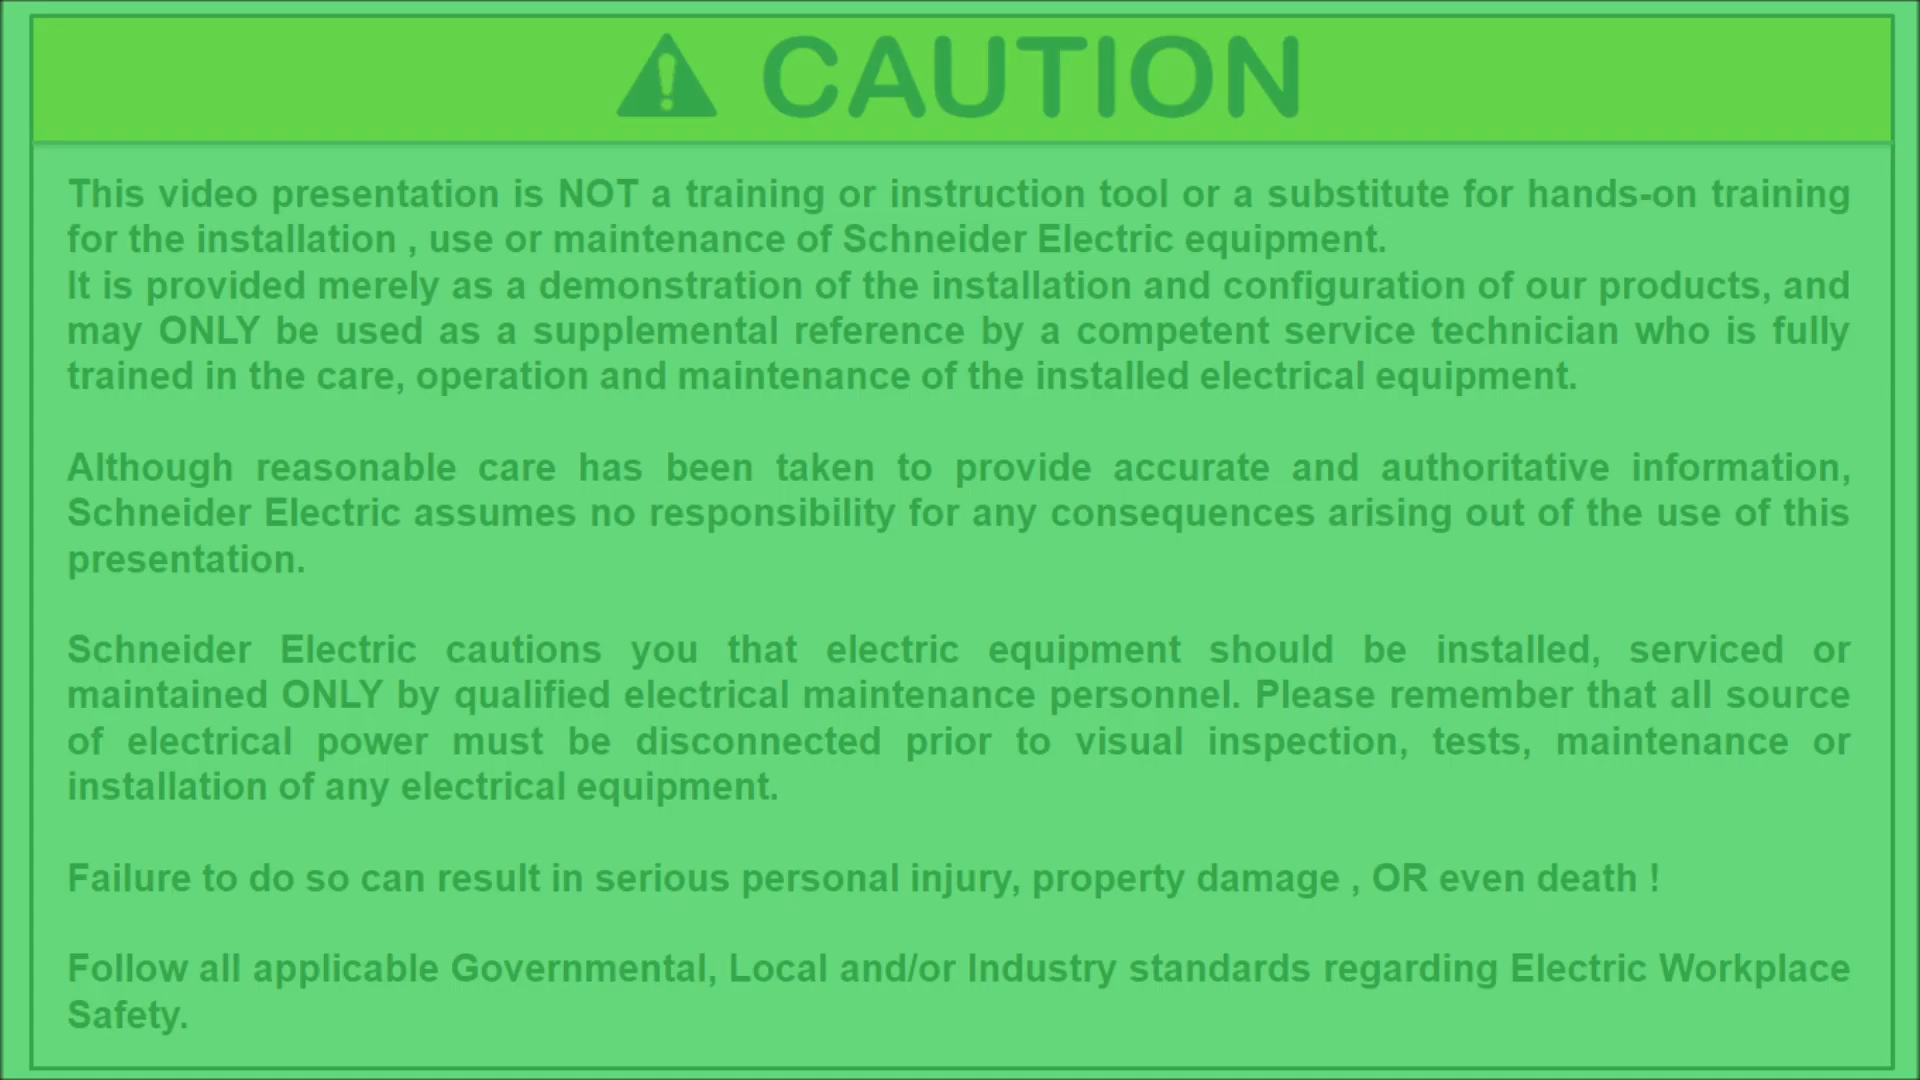 CAUTION
This video presentation is NOT a training or instruction tool or a substitute for hands-on training
for the installation , use or maintenance of Schneider Electric equipment.
It is provided merely as a demonstration of the installation and configuration of our products, and
may ONLY be used as a supplemental reference by a competent service technician who is fully
trained in the care, operation and maintenance of the installed electrical equipment.
Although reasonable care has been taken to provide accurate and authoritative information,
Schneider Electric assumes no responsibility for any consequences arising out of the use of this
presentation.
Schneider Electric cautions you that electric equipment should be installed, serviced or
maintained ONLY by qualified electrical maintenance personnel. Please remember that all source
of electrical power must be disconnected prior to visual inspection, tests, maintenance or
installation of any electrical equipment.
Failure to do so can result in serious personal injury, property damage , OR even death !
Follow all applicable Governmental, Local and/or Industry standards regarding Electric Workplace
Safety.